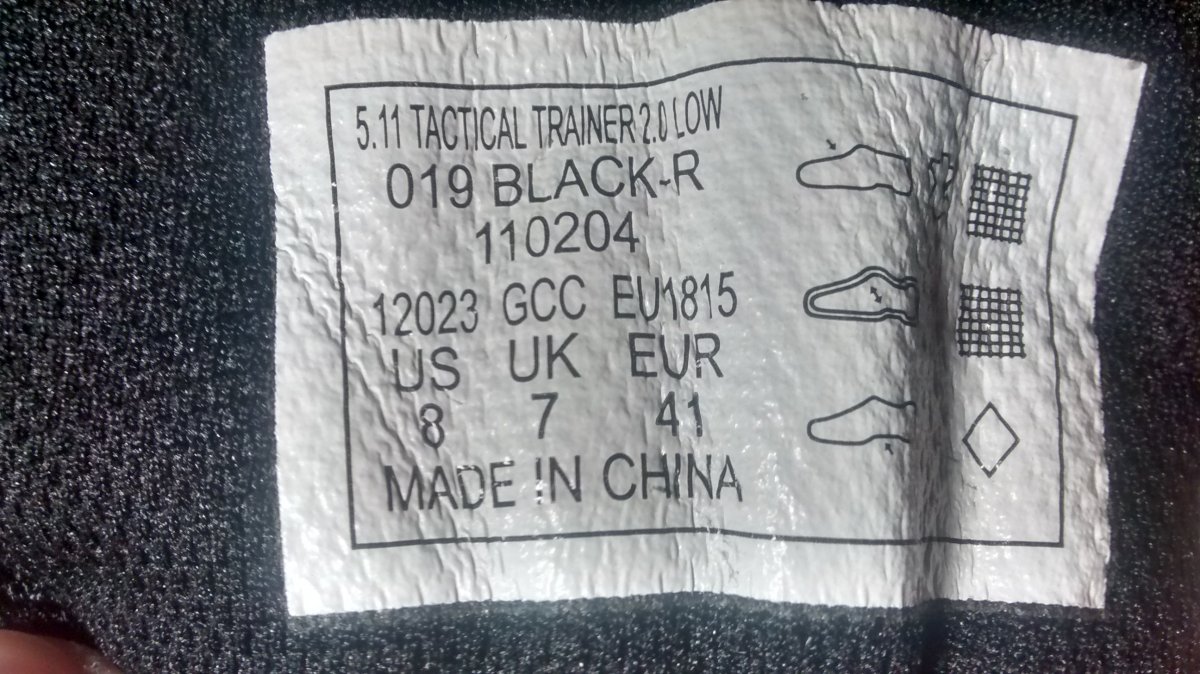 5.11 TACTICAL TRAINER 2.0 LOW
019 BLACK-R
110204
12023 GCC EU1815
US UK EUR
8 7 41
MADE IN CHINA